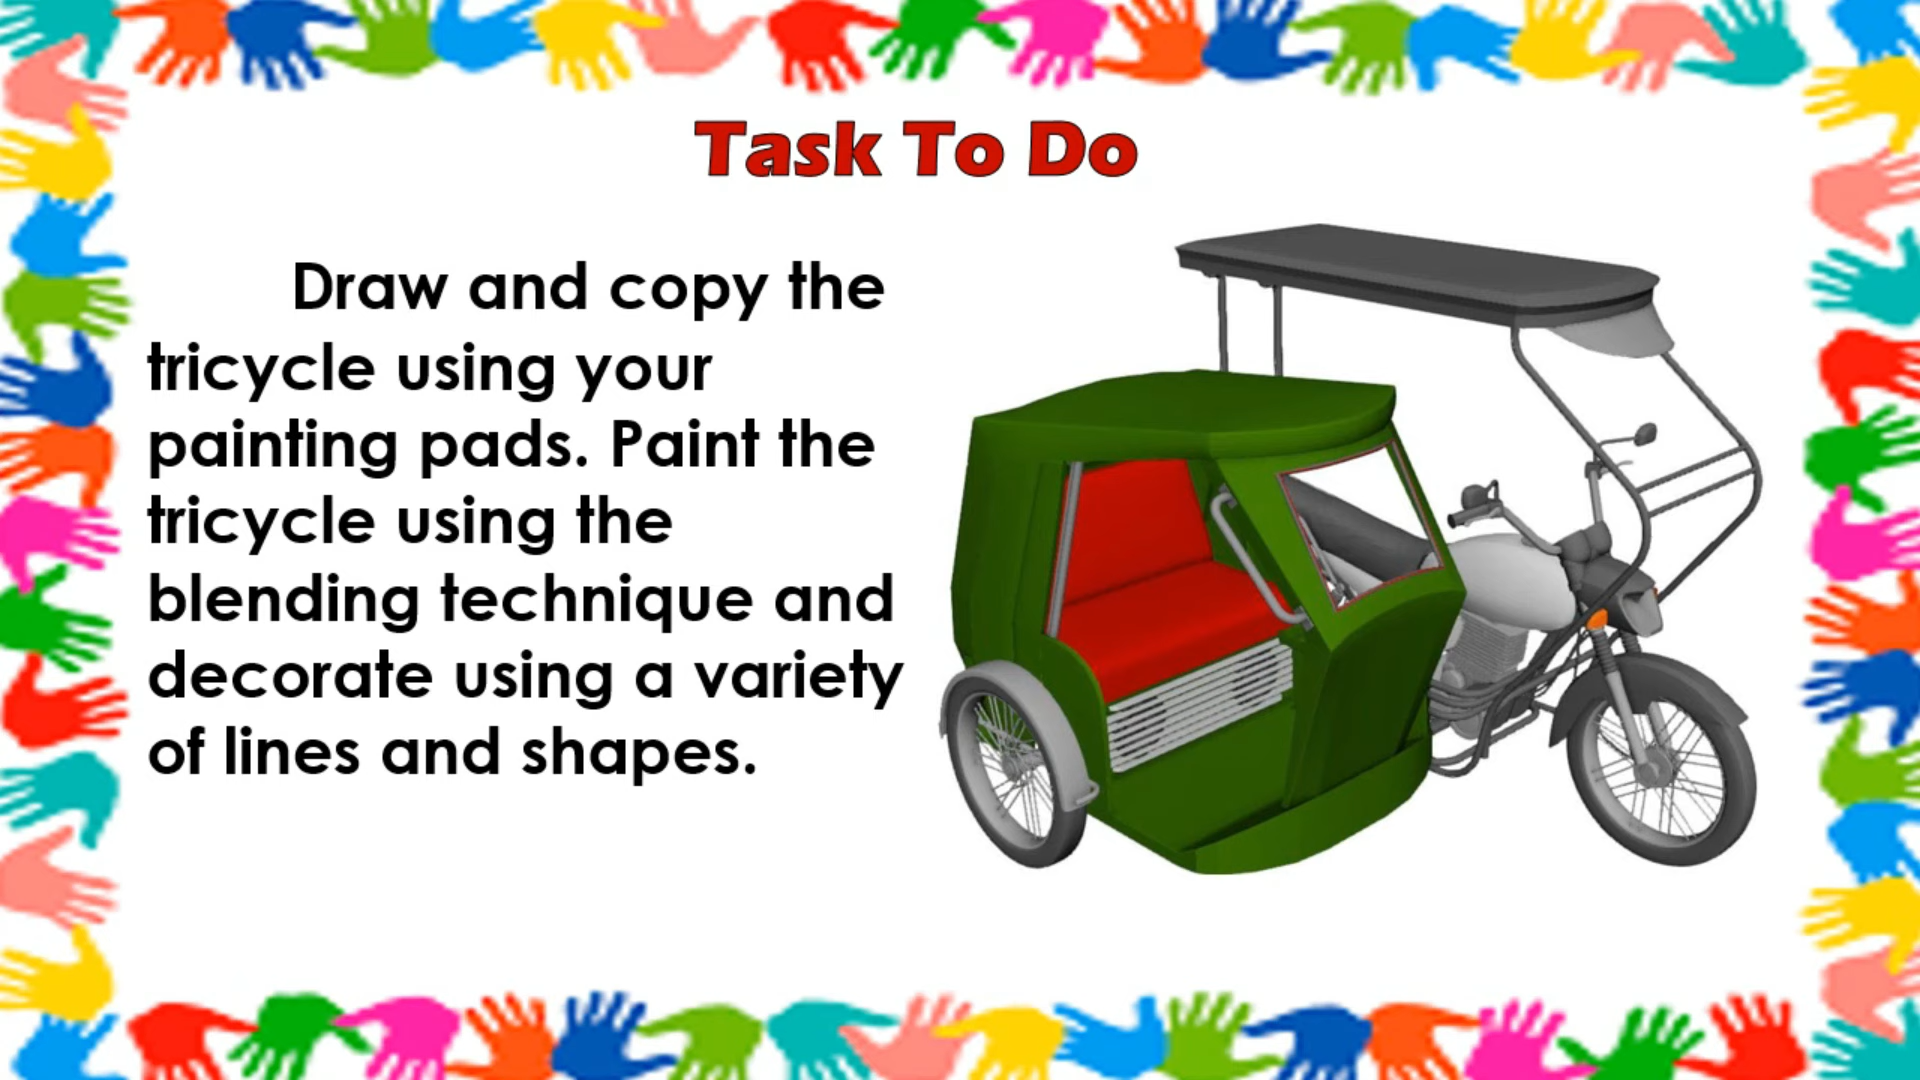 Task To Do
Draw and copy the
tricycle using your
painting pads. Paint the
tricycle using the
blending technique and
decorate using a variety
of lines and shapes.